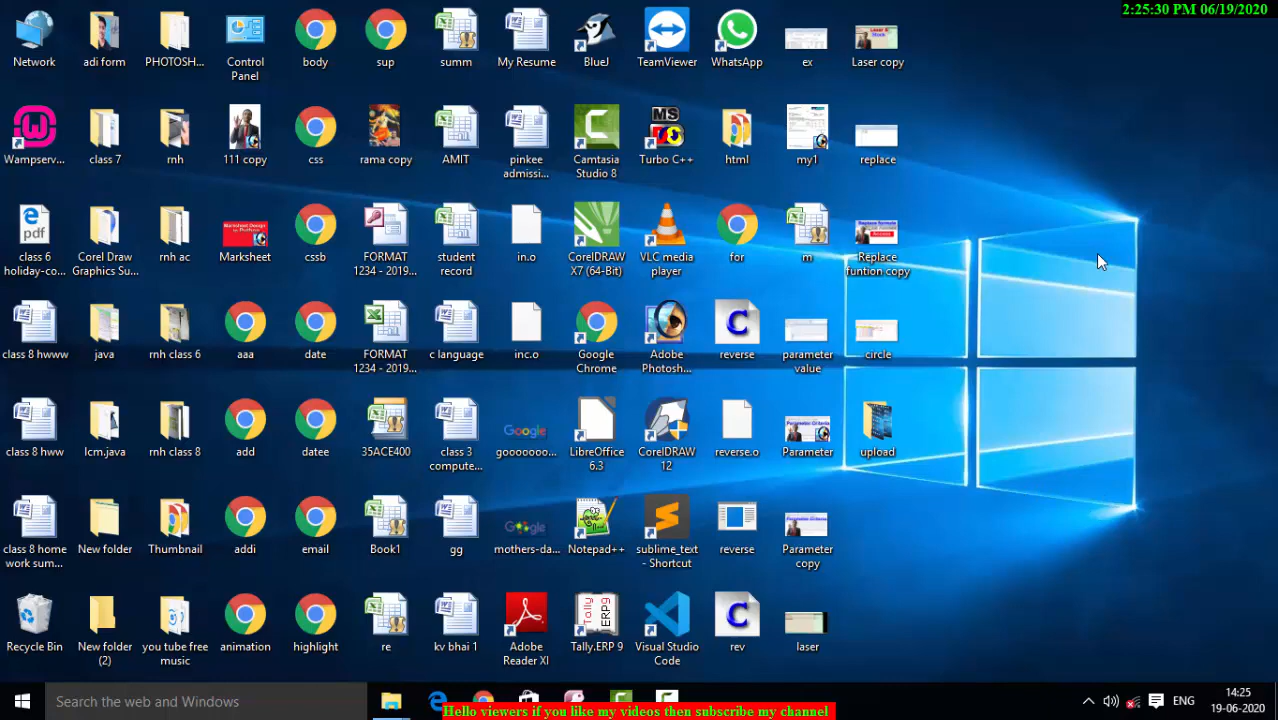 2:25:30 PM 06/19/2020
Network
adi form
PHOTOSH...
Control
Panel
body
sup
summ
My Resume
BlueJ
TeamViewer
WhatsApp
ex
Laser copy
Wampserv...
class 7
rnh
111 copy
css
rama copy
AMIT
pinkee
admissi...
Camtasia
Studio 8
Turbo C++
html
my1
replace
class 6
holiday-co...
Corel Draw
Graphics Su...
rnh ac
Marksheet
cssb
FORMAT
1234 - 2019...
student
record
in.o
CorelDRAW
X7 (64-Bit)
VLC media
player
for
m
Replace
funtion copy
class 8 hwww
java
rnh class 6
aaa
date
FORMAT
1234 - 2019...
c language
inc.o
Google
Chrome
Adobe
Photosh...
reverse
parameter
value
circle
class 8 hww
lcm.java
rnh class 8
add
datee
35ACE400
class 3
compute...
gooooooo...
LibreOffice
6.3
CorelDRAW
12
reverse.o
Parameter
upload
class 8 home
work sum...
New folder
Thumbnail
addi
email
Book1
gg
mothers-da...
Notepad++
sublime_text
- Shortcut
reverse
Parameter
copy
Recycle Bin
New folder
(2)
you tube free
music
animation
highlight
re
kv bhai 1
Adobe
Reader XI
Tally.ERP 9
Visual Studio
Code
rev
laser
Search the web and Windows
ENG
14:25
19-06-2020
Hello viewers if you like my videos then subscribe my channel